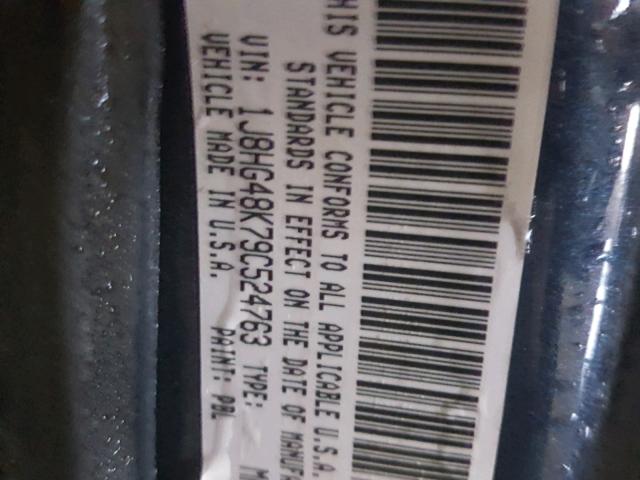 THIS VEHICLE CONFORMS TO ALL APPLICABLE U.S.A.
STANDARDS IN EFFECT ON THE DATE OF MANUFA
VIN: 1J8HG48K79C524763 TYPE: M
VEHICLE MADE IN U.S.A. PAINT: PBL